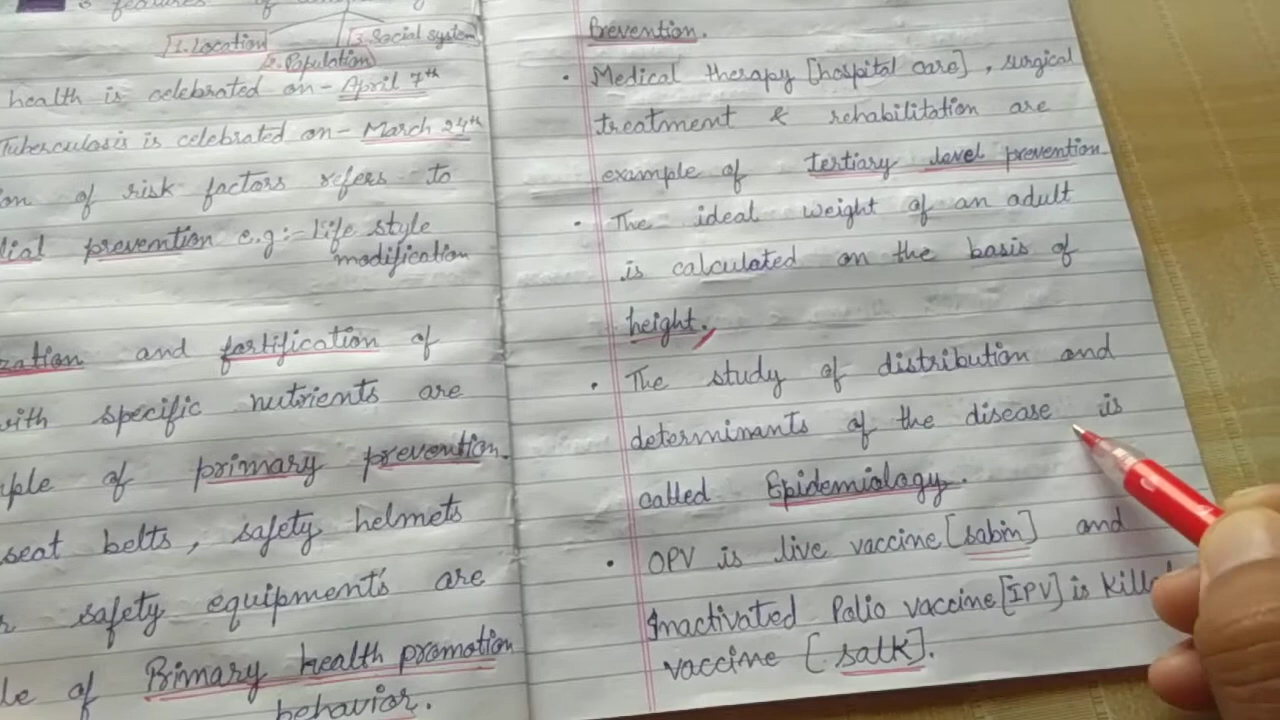 3 features of
1. Location
3. Social system
2. Population
health is celebrated on - April 7th
Tuberculosis is celebrated on - March 24th
of risk factors refers to
prevention e.g:- Life style
modification
and fortification of
with specific nutrients are
of primary prevention.
seat belts, safety helmets
safety equipments are
of Primary health promotion
behavior.
Prevention.
• Medical therapy [hospital care], surgical
treatment & rehabilitation are
example of tertiary level prevention
• The ideal weight of an adult
is calculated on the basis of
height.
• The study of distribution and
determinants of the disease is
called Epidemiology.
• OPV is live vaccine [sabin] and
Inactivated Polio vaccine [IPV] is Killed
vaccine [salk].